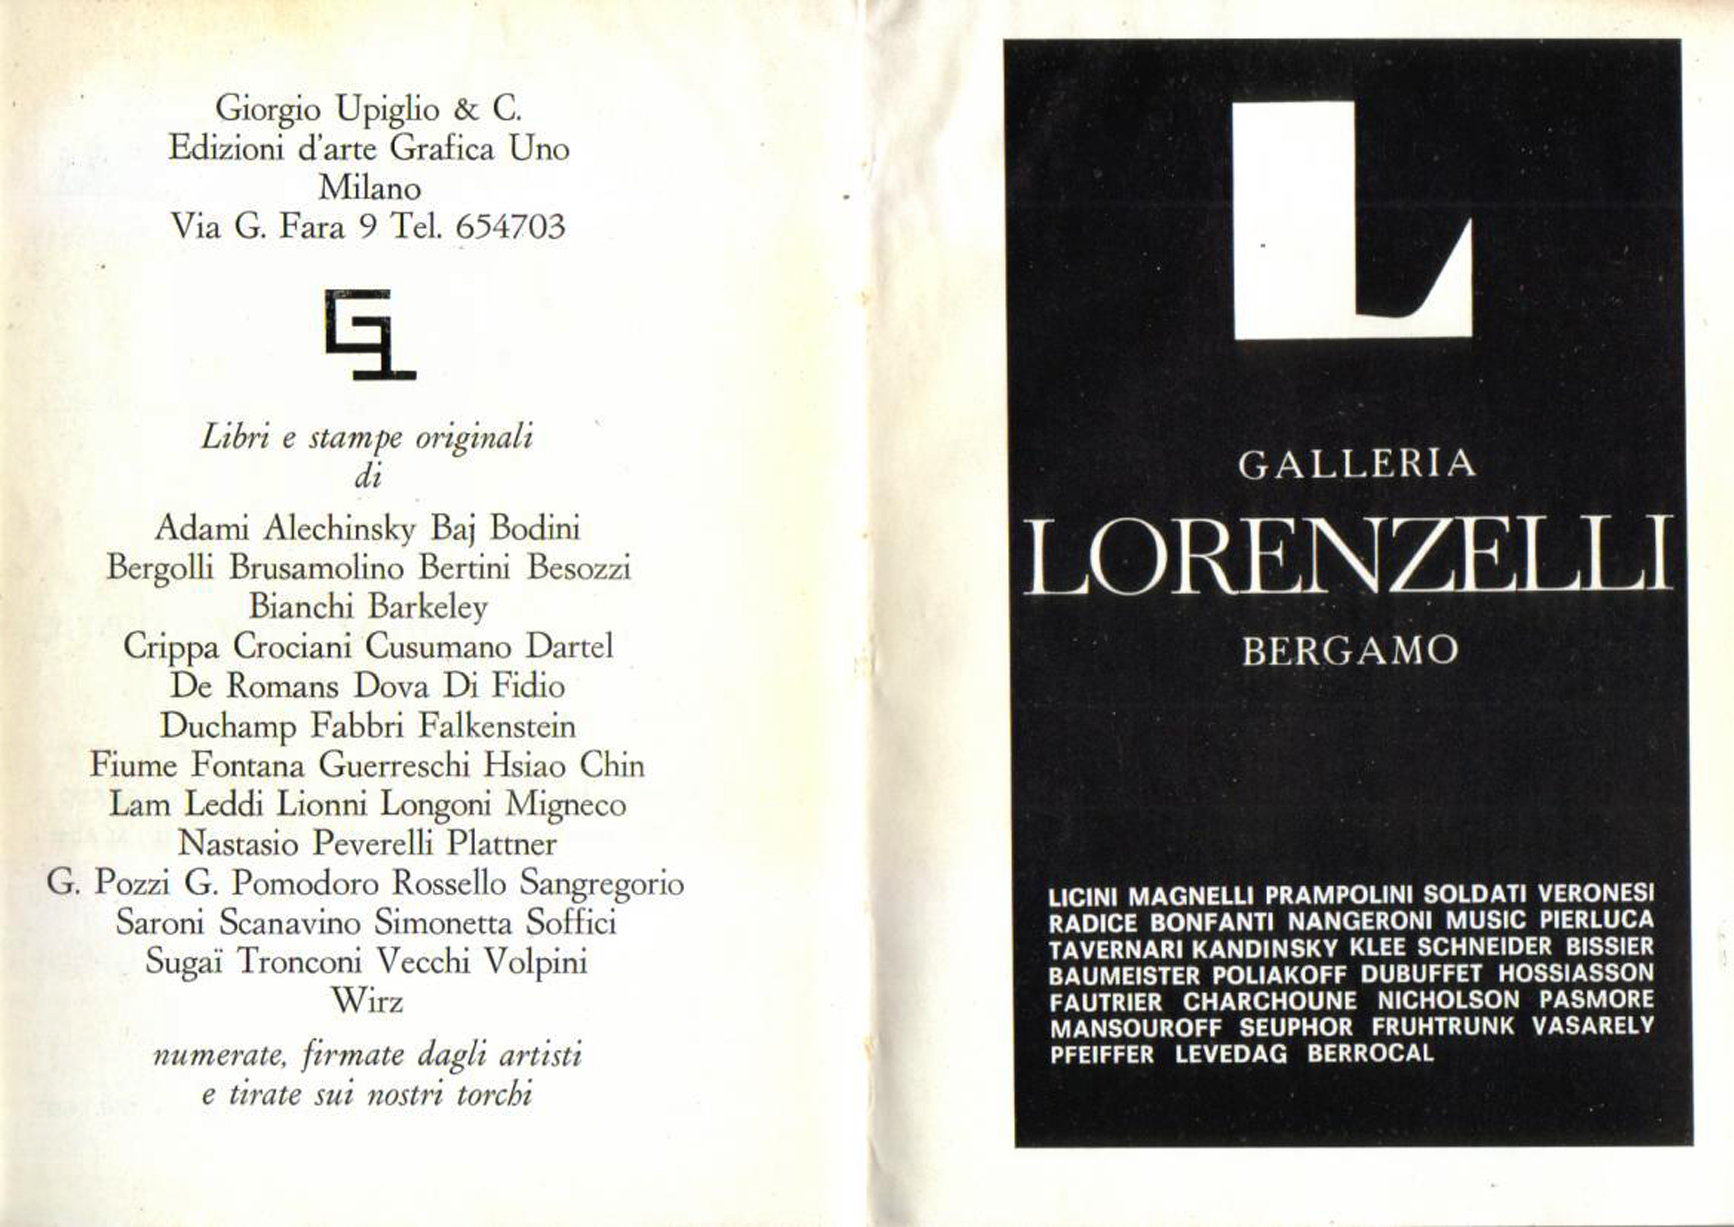 Giorgio Upiglio & C.
Edizioni d'arte Grafica Uno
Milano
Via G. Fara 9 Tel. 654703
G1
Libri e stampe originali
di
Adami Alechinsky Baj Bodini
Bergolli Brusamolino Bertini Besozzi
Bianchi Barkeley
Crippa Crociani Cusumano Dartel
De Romans Dova Di Fidio
Duchamp Fabbri Falkenstein
Fiume Fontana Guerreschi Hsiao Chin
Lam Leddi Lionni Longoni Migneco
Nastasio Peverelli Plattner
G. Pozzi G. Pomodoro Rossello Sangregorio
Saroni Scanavino Simonetta Soffici
Sugaï Tronconi Vecchi Volpini
Wirz
numerate, firmate dagli artisti
e tirate sui nostri torchi
L
GALLERIA
LORENZELLI
BERGAMO
LICINI MAGNELLI PRAMPOLINI SOLDATI VERONESI
RADICE BONFANTI NANGERONI MUSIC PIERLUCA
TAVERNARI KANDINSKY KLEE SCHNEIDER BISSIER
BAUMEISTER POLIAKOFF DUBUFFET HOSSIASSON
FAUTRIER CHARCHOUNE NICHOLSON PASMORE
MANSOUROFF SEUPHOR FRUHTRUNK VASARELY
PFEIFFER LEVEDAG BERROCAL